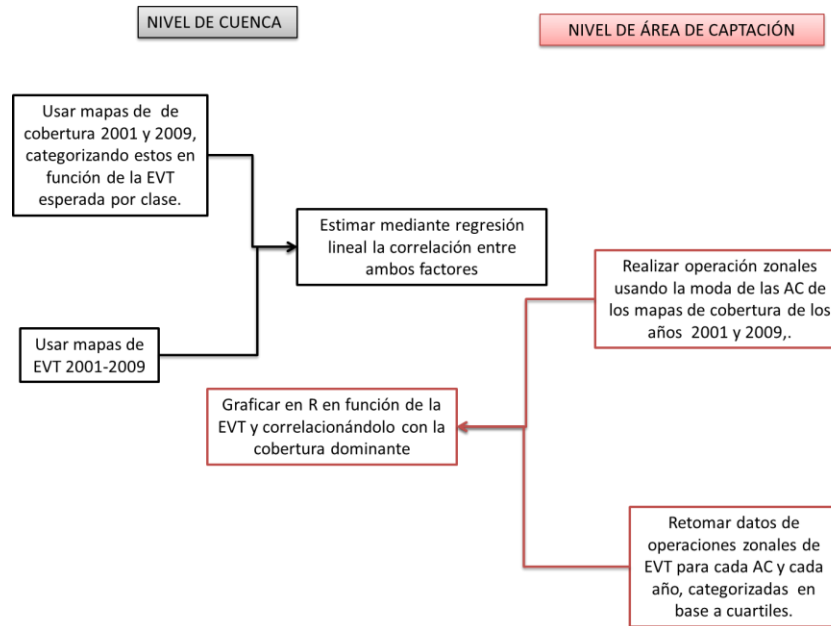 NIVEL DE CUENCA
NIVEL DE ÁREA DE CAPTACIÓN
Usar mapas de de
cobertura 2001 y 2009,
categorizando estos en
función de la EVT
esperada por clase.
Estimar mediante regresión
lineal la correlación entre
ambos factores
Usar mapas de
EVT 2001-2009
Realizar operación zonales
usando la moda de las AC de
los mapas de cobertura de los
años 2001 y 2009,.
Graficar en R en función de la
EVT y correlacionándolo con la
cobertura dominante
Retomar datos de
operaciones zonales de
EVT para cada AC y cada
año, categorizadas en
base a cuartiles.